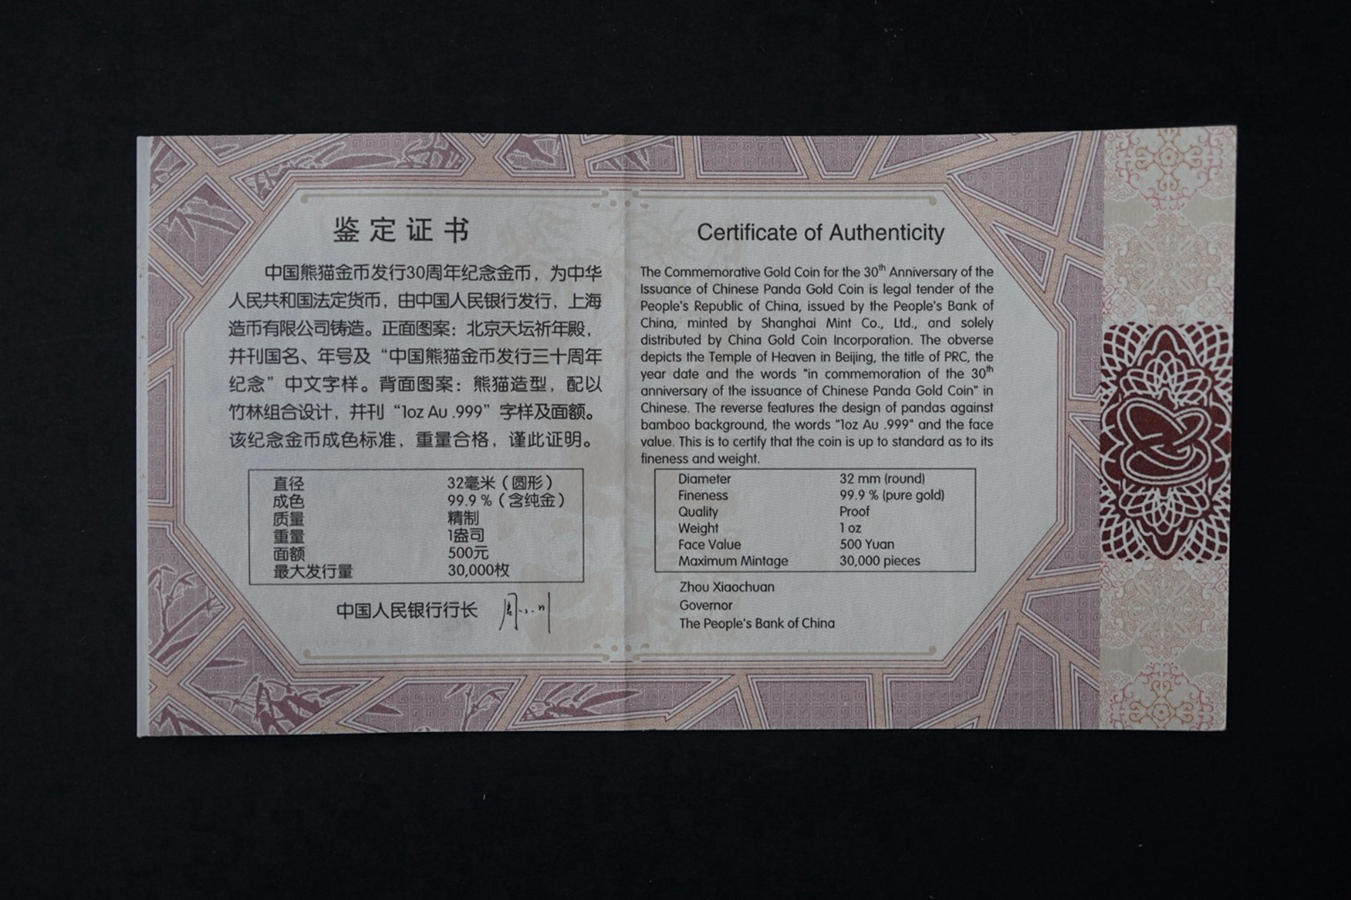 鉴定证书
中国熊猫金币发行30周年纪念金币，为中华
人民共和国法定货币，由中国人民银行发行，上海
造币有限公司铸造。正面图案：北京天坛祈年殿，
并刊国名、年号及“中国熊猫金币发行三十周年
纪念”中文字样。背面图案：熊猫造型，配以
竹林组合设计，并刊“1oz Au .999”字样及面额。
该纪念金币成色标准，重量合格，谨此证明。
直径 32毫米（圆形）
成色 99.9％（含纯金）
质量 精制
重量 1盎司
面额 500元
最大发行量 30,000枚
中国人民银行行长
Certificate of Authenticity
The Commemorative Gold Coin for the 30th Anniversary of the
Issuance of Chinese Panda Gold Coin is legal tender of the
People's Republic of China, issued by the People's Bank of
China, minted by Shanghai Mint Co., Ltd., and solely
distributed by China Gold Coin Incorporation. The obverse
depicts the Temple of Heaven in Beijing, the title of PRC, the
year date and the words "in commemoration of the 30th
anniversary of the issuance of Chinese Panda Gold Coin" in
Chinese. The reverse features the design of pandas against
bamboo background, the words "1oz Au .999" and the face
value. This is to certify that the coin is up to standard as to its
fineness and weight.
Diameter 32 mm (round)
Fineness 99.9 % (pure gold)
Quality Proof
Weight 1 oz
Face Value 500 Yuan
Maximum Mintage 30,000 pieces
Zhou Xiaochuan
Governor
The People's Bank of China